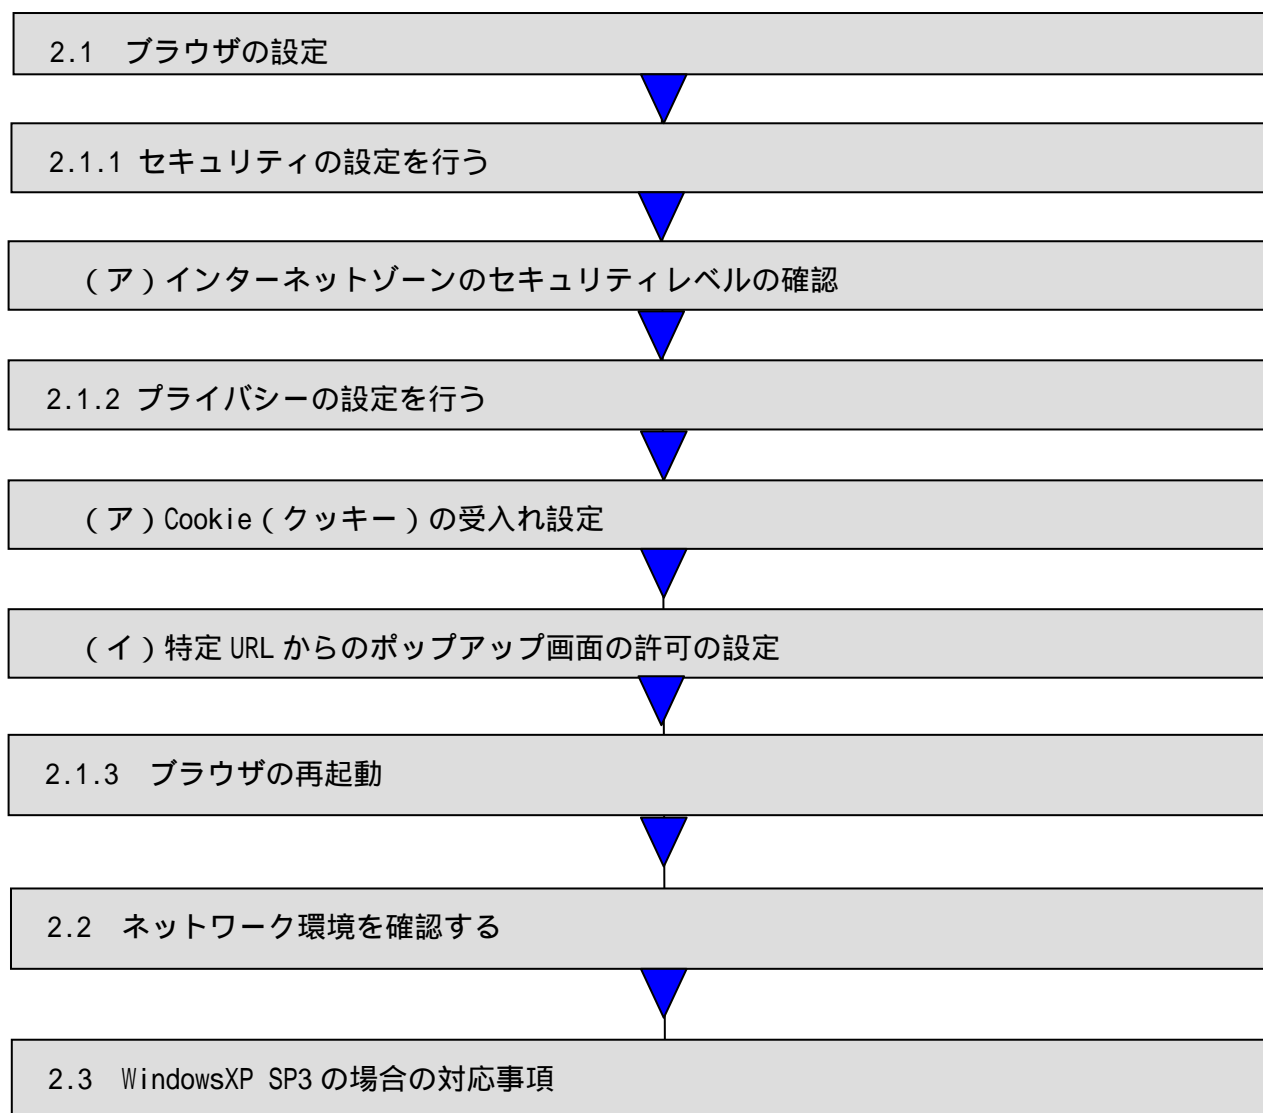 2.1　ブラウザの設定
2.1.1 セキュリティの設定を行う
（ア）インターネットゾーンのセキュリティレベルの確認
2.1.2 プライバシーの設定を行う
（ア）Cookie（クッキー）の受入れ設定
（イ）特定 URL からのポップアップ画面の許可の設定
2.1.3　ブラウザの再起動
2.2　ネットワーク環境を確認する
2.3　WindowsXP SP3 の場合の対応事項